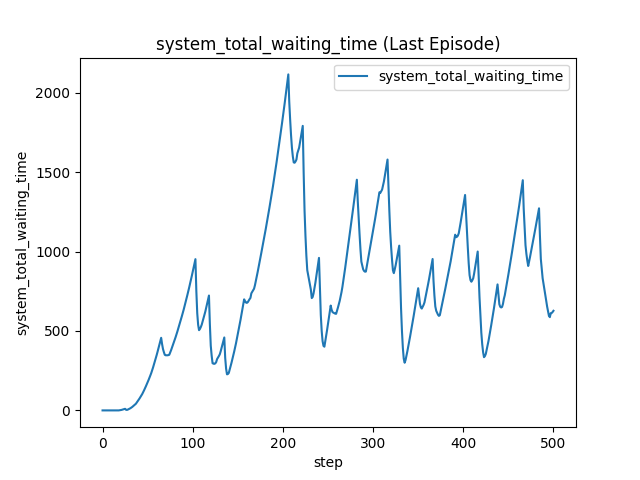 system_total_waiting_time (Last Episode)
system_total_waiting_time
system_total_waiting_time
2000
1500
1000
500
0
0 100 200 300 400 500
step